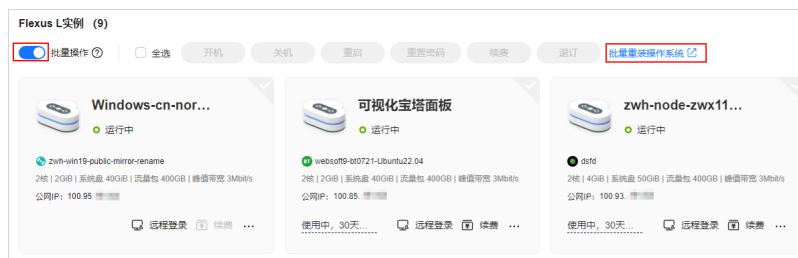 Flexus L实例 (9)
批量操作 全选 开机 关机 重启 重置密码 续费 退订 批量重装操作系统
Windows-cn-nor... 可视化宝塔面板 zwh-node-zwx11...
运行中 运行中 运行中
zwh-win19-public-mirror-rename bt websoft9-bt0721-Ubuntu22.04 dsfd
2核 | 2GiB | 系统盘 40GiB | 流量包 400GB | 峰值带宽 3Mbit/s 2核 | 2GiB | 系统盘 40GiB | 流量包 400GB | 峰值带宽 3Mbit/s 2核 | 4GiB | 系统盘 50GiB | 流量包 400GB | 峰值带宽 3Mbit/s
公网IP: 100.95 公网IP: 100.85. 公网IP: 100.93.
远程登录 续费 ... 使用中，30天... 远程登录 续费 ... 使用中，30天... 远程登录 续费 ...